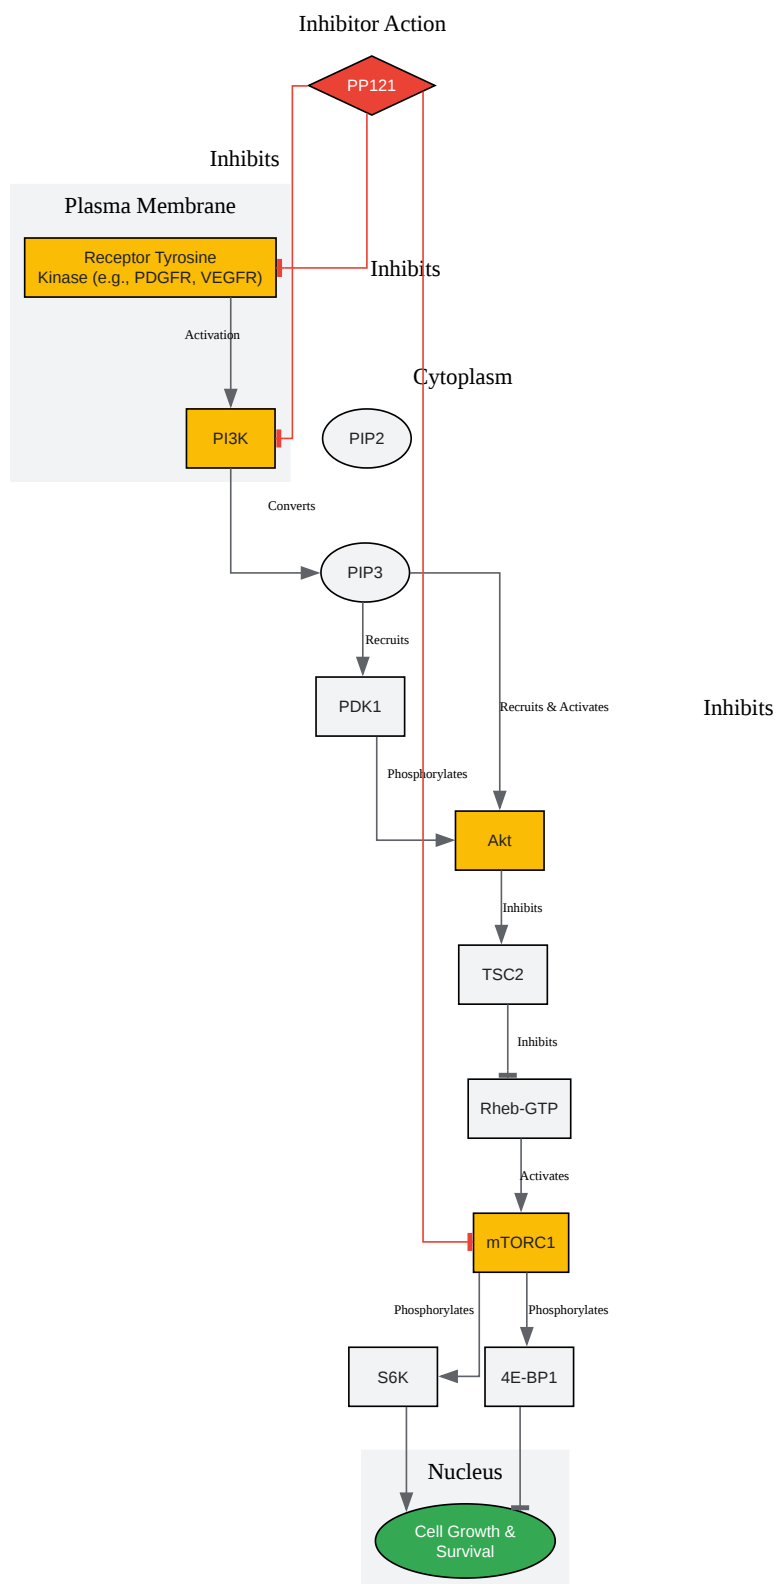 Inhibitor Action
PP121
Inhibits
Plasma Membrane
Receptor Tyrosine
Kinase (e.g., PDGFR, VEGFR)
Inhibits
Activation
Cytoplasm
PI3K
PIP2
Converts
PIP3
Recruits
PDK1
Recruits & Activates
Inhibits
Phosphorylates
Akt
Inhibits
TSC2
Inhibits
Rheb-GTP
Activates
mTORC1
Phosphorylates
Phosphorylates
S6K
4E-BP1
Nucleus
Cell Growth &
Survival